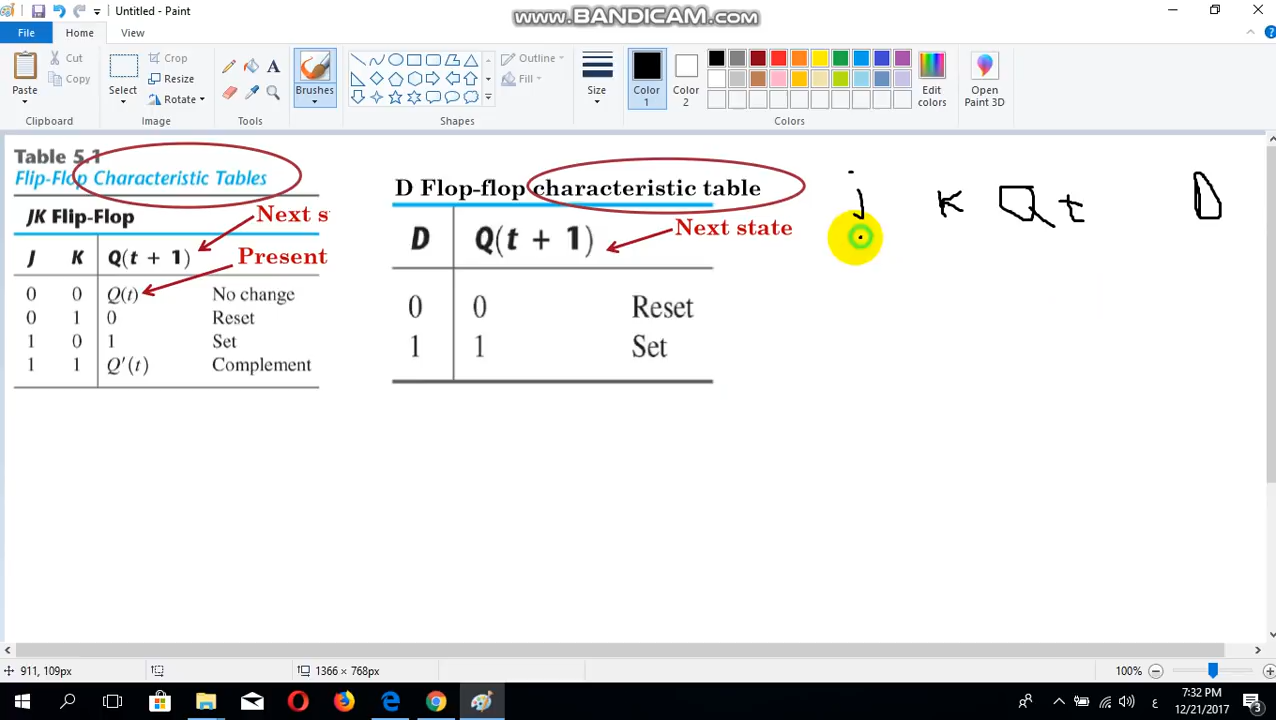 Untitled - Paint
www.BANDICAM.com
File Home View
Paste
Cut
Copy
Clipboard
Select
Crop
Resize
Rotate
Image
A
Tools
Brushes
Shapes
Outline
Fill
Size
Color
1
Color
2
Colors
Edit
colors
Open
Paint 3D
Table 5.1
Flip-Flop Characteristic Tables
JK Flip-Flop
Next s
J K Q(t + 1)
Present
0 0 Q(t) No change
0 1 0 Reset
1 0 1 Set
1 1 Q′(t) Complement
D Flop-flop characteristic table
Next state
D Q(t + 1)
0 0 Reset
1 1 Set
j K Q t D
911, 109px
1366 × 768px
100%
ع
7:32 PM
12/21/2017
3